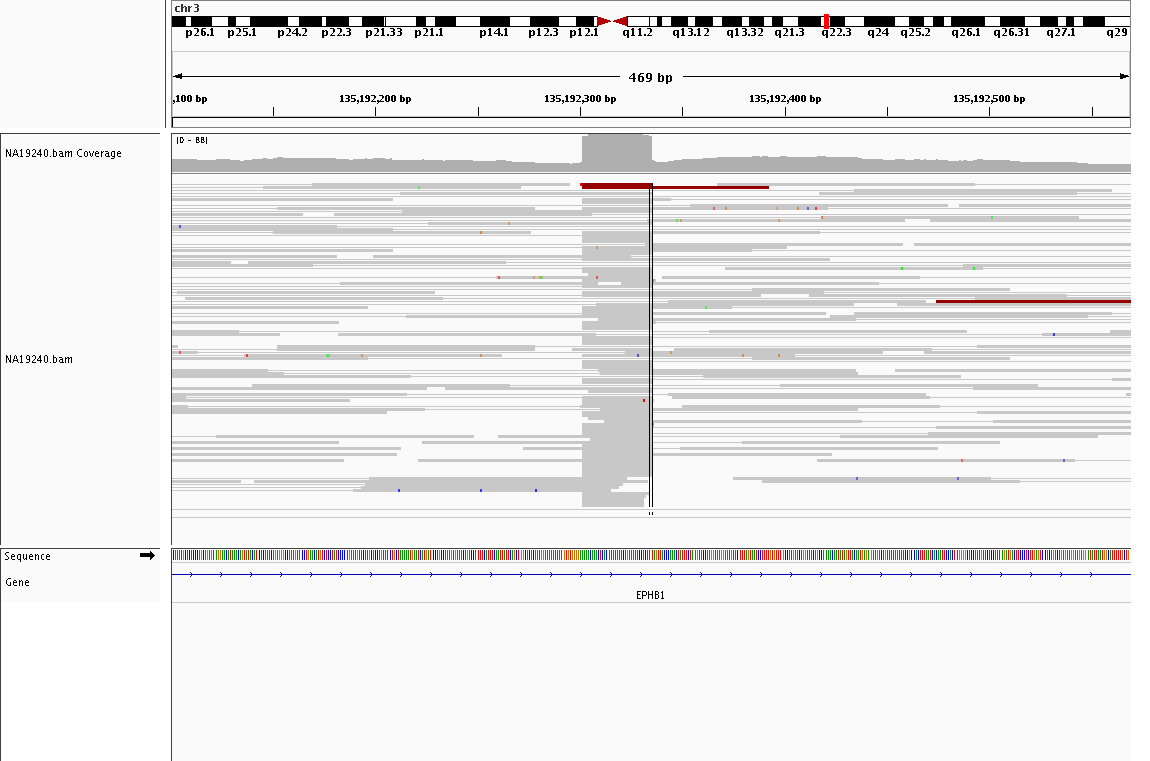 chr3
p26.1 p25.1 p24.2 p22.3 p21.33 p21.1 p14.1 p12.3 p12.1 q11.2 q13.12 q13.32 q21.3 q22.3 q24 q25.2 q26.1 q26.31 q27.1 q29
469 bp
,100 bp 135,192,200 bp 135,192,300 bp 135,192,400 bp 135,192,500 bp
[0 - 88]
NA19240.bam Coverage
NA19240.bam
Sequence
Gene
EPHB1